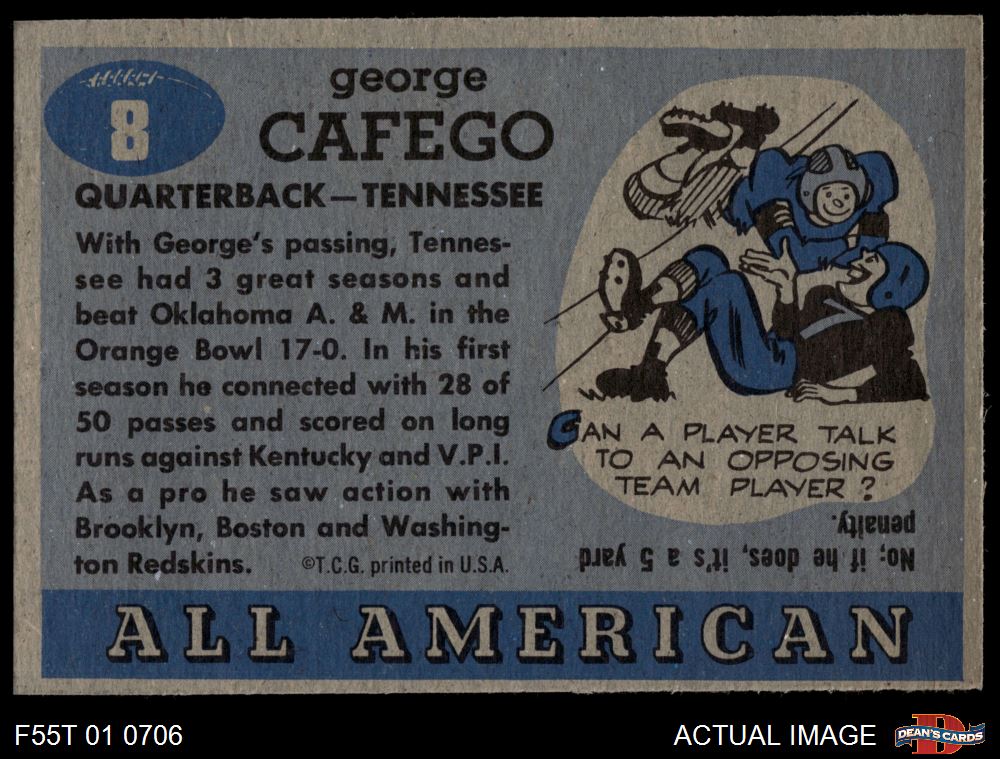 8
george
CAFEGO
QUARTERBACK—TENNESSEE
With George's passing, Tennes-
see had 3 great seasons and
beat Oklahoma A. & M. in the
Orange Bowl 17-0. In his first
season he connected with 28 of
50 passes and scored on long
runs against Kentucky and V.P.I.
As a pro he saw action with
Brooklyn, Boston and Washing-
ton Redskins. ©T.C.G. printed in U.S.A.
CAN A PLAYER TALK
TO AN OPPOSING
TEAM PLAYER?
No; if he does, it's a 5 yard
penalty.
ALL AMERICAN
F55T 01 0706
ACTUAL IMAGE
D
DEAN'S CARDS